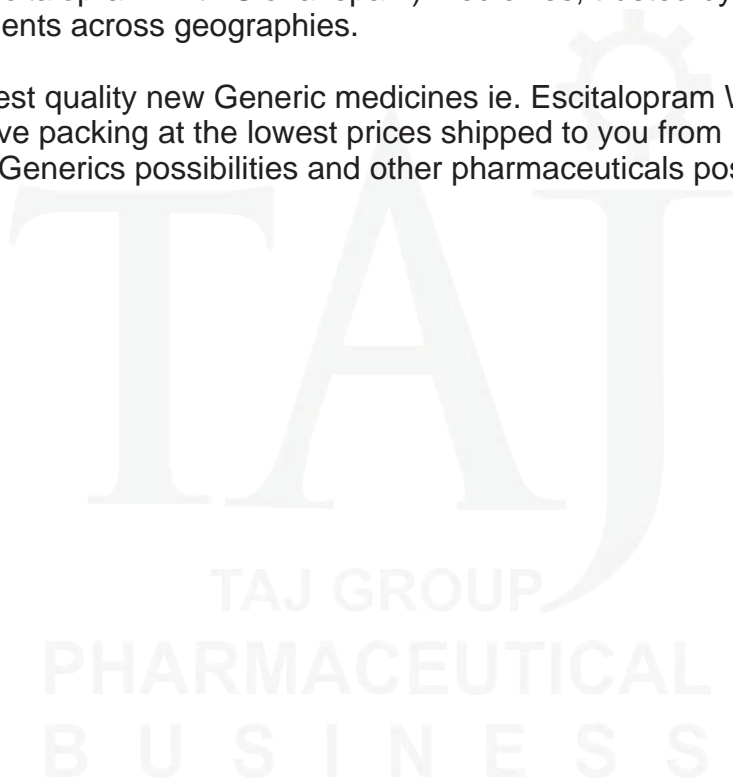 ents across geographies.
est quality new Generic medicines ie. Escitalopram
ve packing at the lowest prices shipped to you from
Generics possibilities and other pharmaceuticals
TAJ
TAJ GROUP
PHARMACEUTICAL
BUSINESS